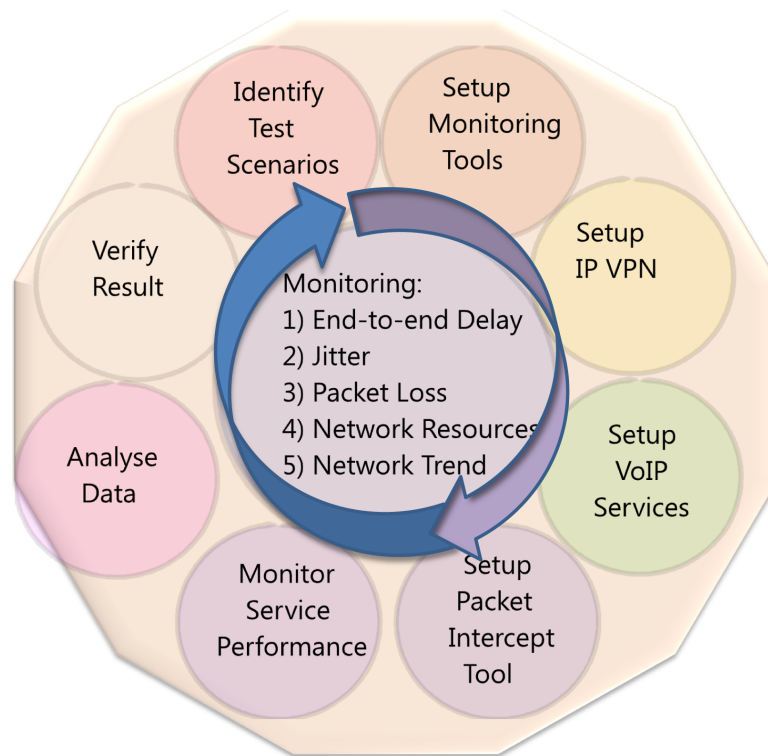 Identify
Test
Scenarios
Setup
Monitoring
Tools
Setup
IP VPN
Setup
VoIP
Services
Setup
Packet
Intercept
Tool
Monitor
Service
Performance
Analyse
Data
Verify
Result
Monitoring:
1) End-to-end Delay
2) Jitter
3) Packet Loss
4) Network Resources
5) Network Trend